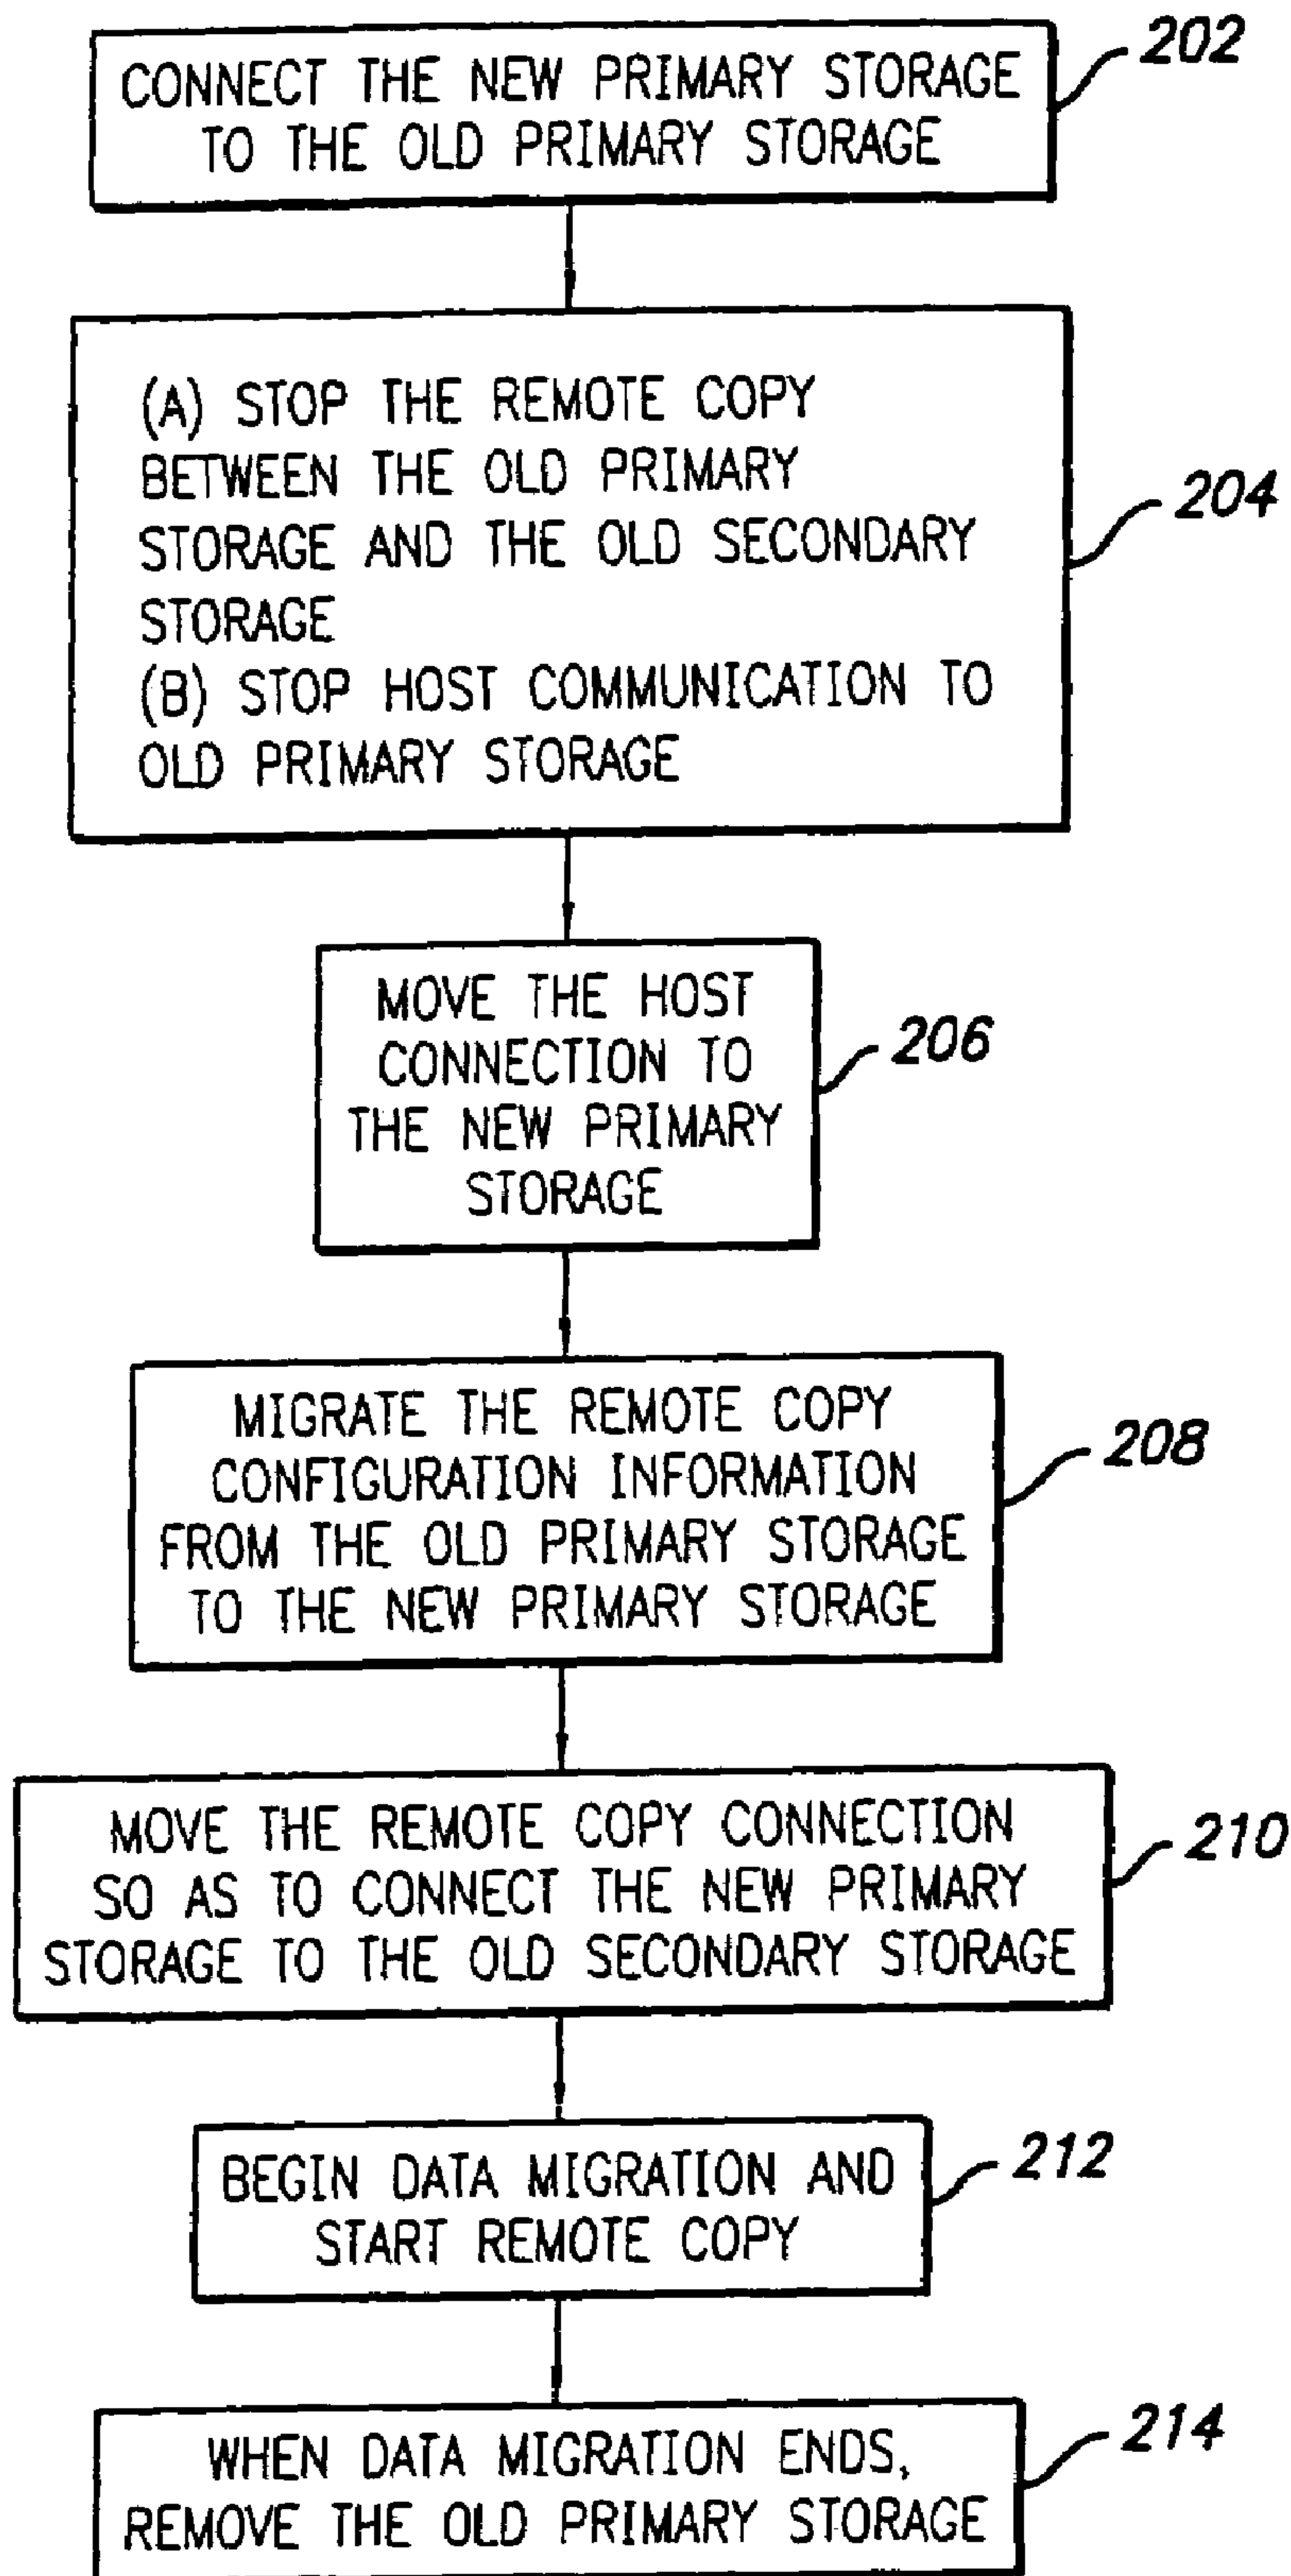 202
CONNECT THE NEW PRIMARY STORAGE
TO THE OLD PRIMARY STORAGE
204
(A) STOP THE REMOTE COPY
BETWEEN THE OLD PRIMARY
STORAGE AND THE OLD SECONDARY
STORAGE
(B) STOP HOST COMMUNICATION TO
OLD PRIMARY STORAGE
206
MOVE THE HOST
CONNECTION TO
THE NEW PRIMARY
STORAGE
208
MIGRATE THE REMOTE COPY
CONFIGURATION INFORMATION
FROM THE OLD PRIMARY STORAGE
TO THE NEW PRIMARY STORAGE
210
MOVE THE REMOTE COPY CONNECTION
SO AS TO CONNECT THE NEW PRIMARY
STORAGE TO THE OLD SECONDARY STORAGE
212
BEGIN DATA MIGRATION AND
START REMOTE COPY
214
WHEN DATA MIGRATION ENDS,
REMOVE THE OLD PRIMARY STORAGE